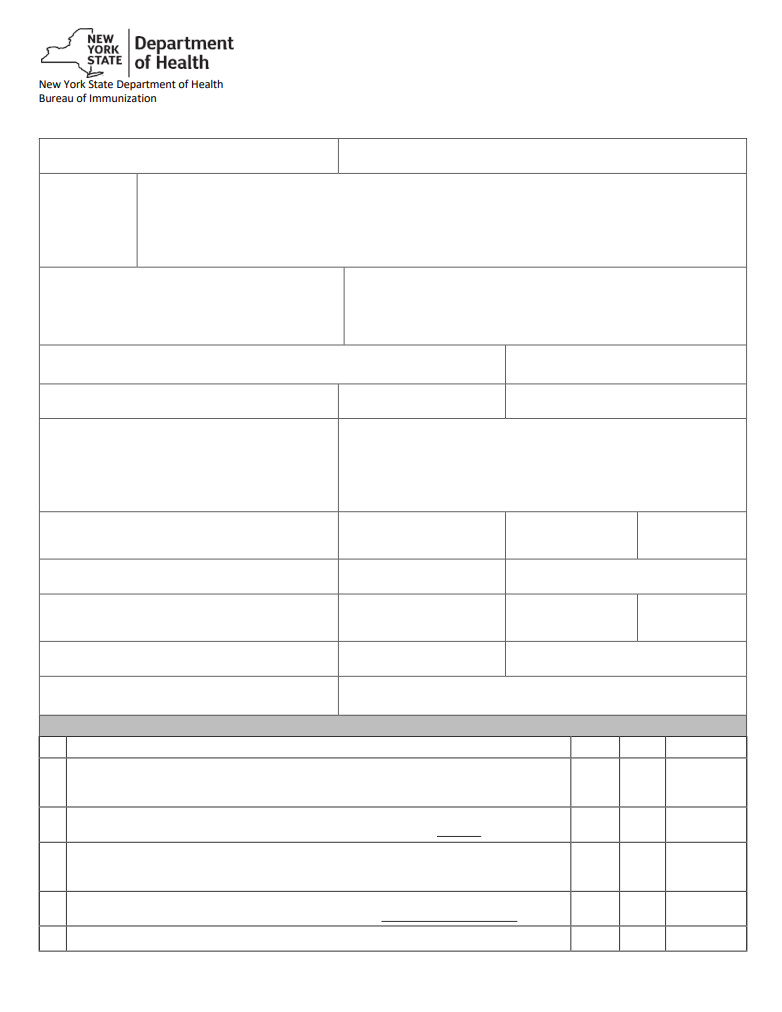 NEW
YORK
STATE
Department
of Health
New York State Department of Health
Bureau of Immunization